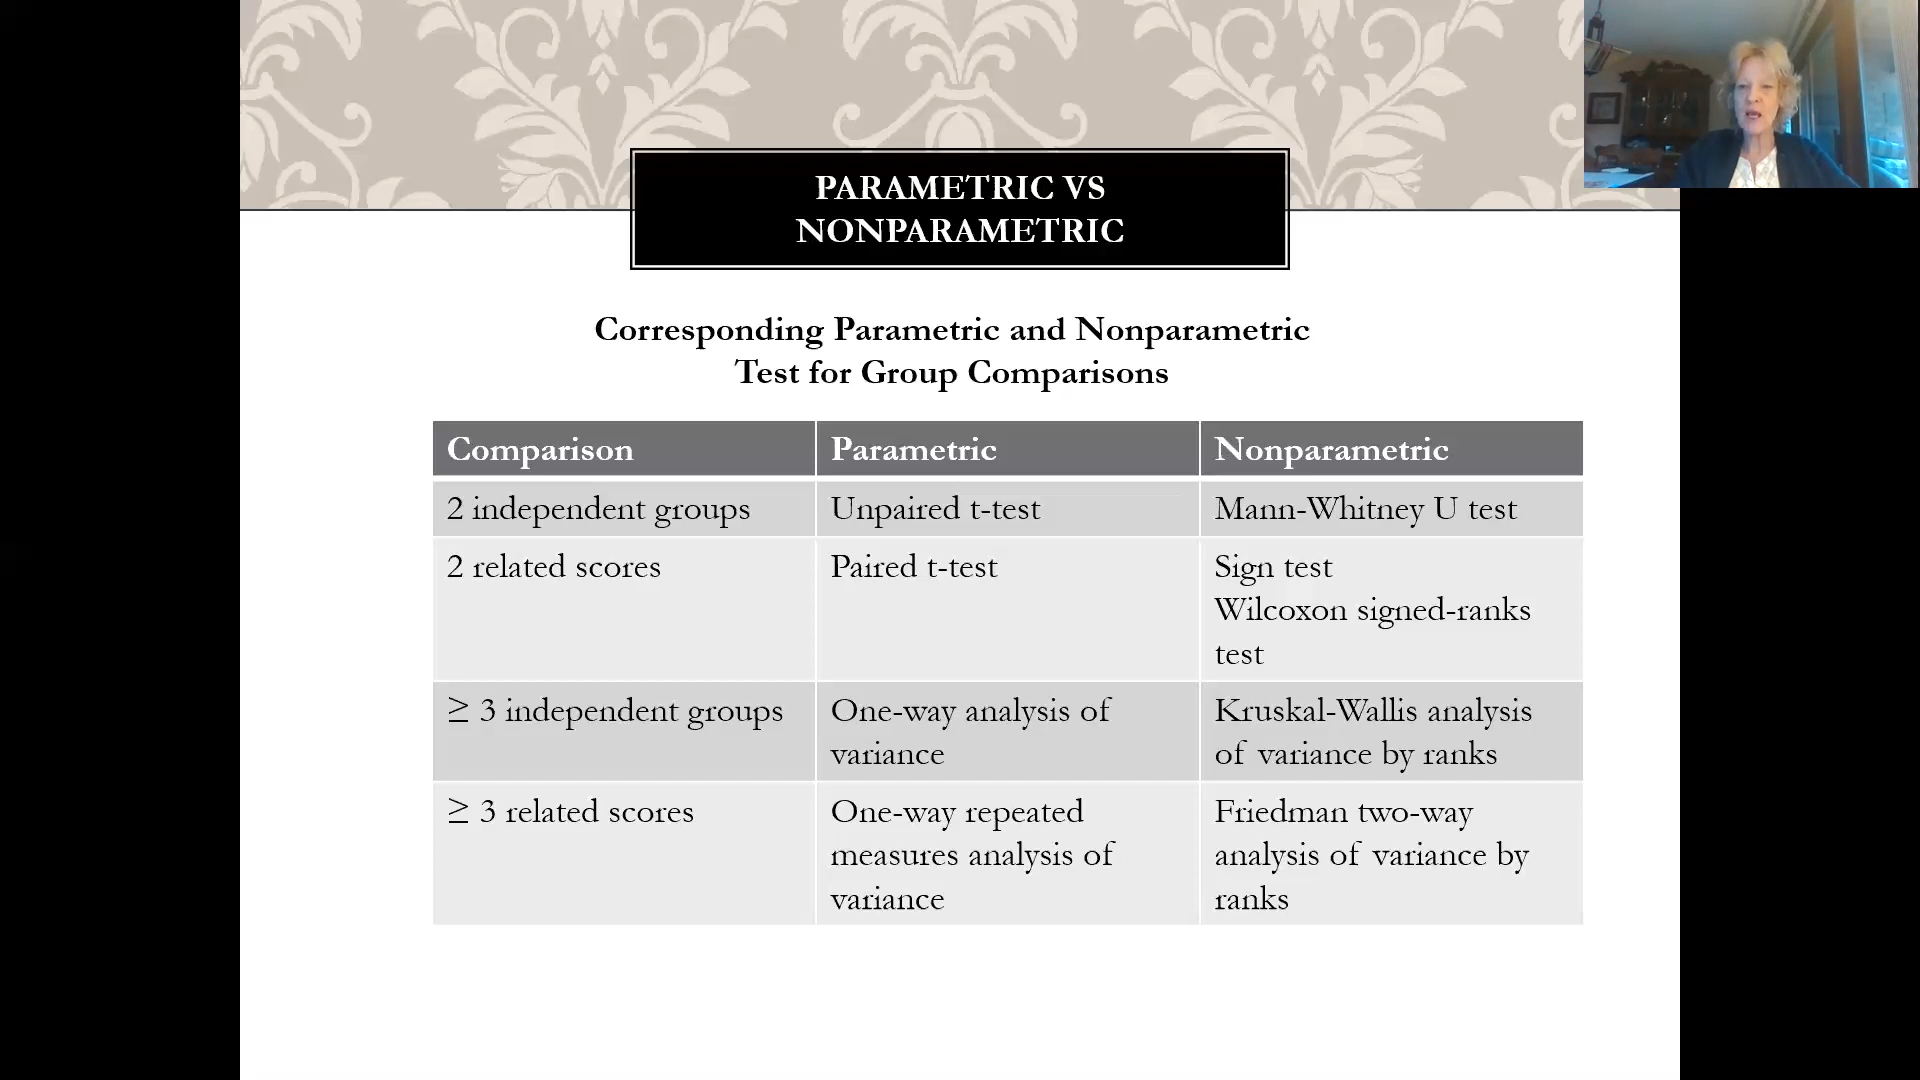 PARAMETRIC VS
NONPARAMETRIC
Corresponding Parametric and Nonparametric
Test for Group Comparisons
Comparison Parametric Nonparametric
2 independent groups Unpaired t-test Mann-Whitney U test
2 related scores Paired t-test Sign test
Wilcoxon signed-ranks
test
≥ 3 independent groups One-way analysis of Kruskal-Wallis analysis
variance of variance by ranks
≥ 3 related scores One-way repeated Friedman two-way
measures analysis of analysis of variance by
variance ranks